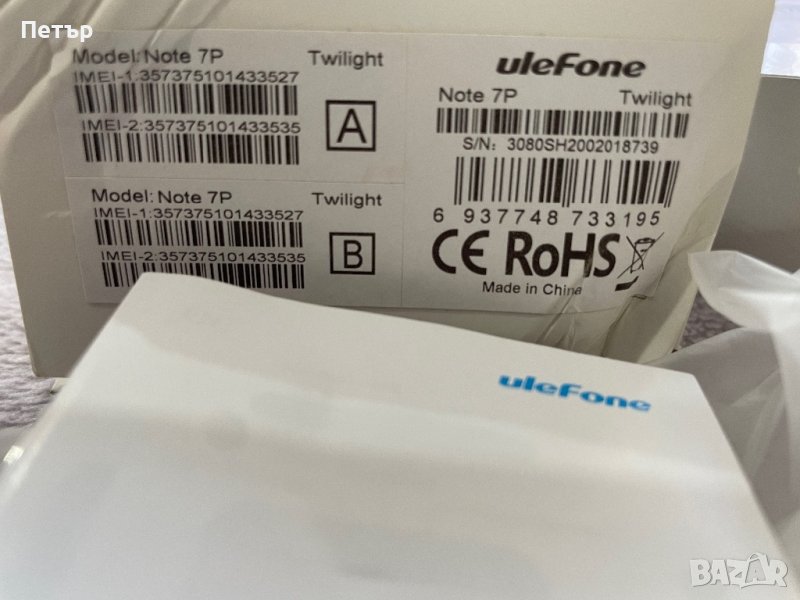 Петър
Model: Note 7P Twilight
IMEI-1:357375101433527
IMEI-2:357375101433535
A
Model: Note 7P Twilight
IMEI-1:357375101433527
IMEI-2:357375101433535
B
uleFone
Note 7P Twilight
S/N: 3080SH2002018739
6 937748 733195
CE RoHS
Made in China
uleFone
BAZAR